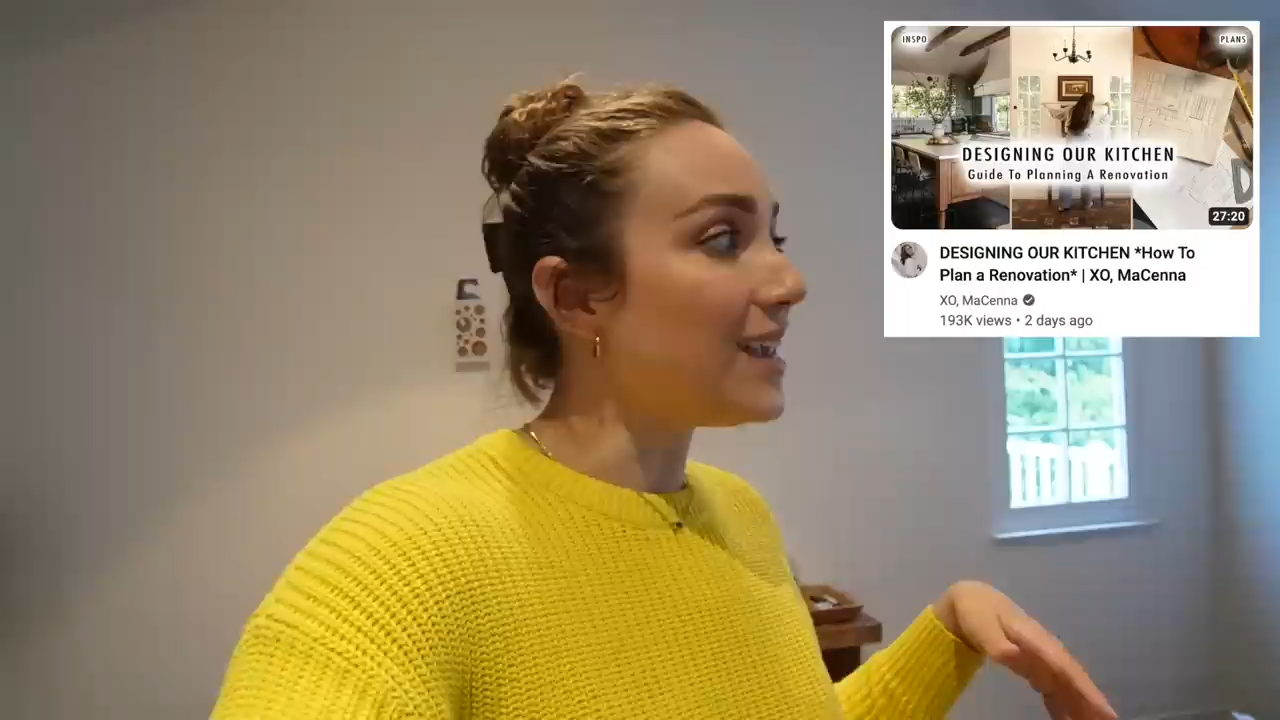 INSPO
PLANS
DESIGNING OUR KITCHEN
Guide To Planning A Renovation
27:20
DESIGNING OUR KITCHEN *How To
Plan a Renovation* | XO, MaCenna
XO, MaCenna
193K views • 2 days ago